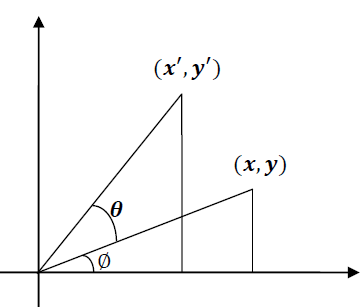 (x′, y′)
(x, y)
θ
∅